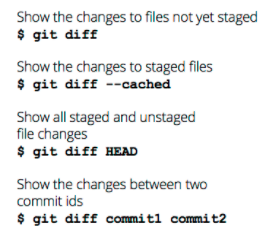 Show the changes to files not yet staged
$ git diff
Show the changes to staged files
$ git diff --cached
Show all staged and unstaged
file changes
$ git diff HEAD
Show the changes between two
commit ids
$ git diff commit1 commit2